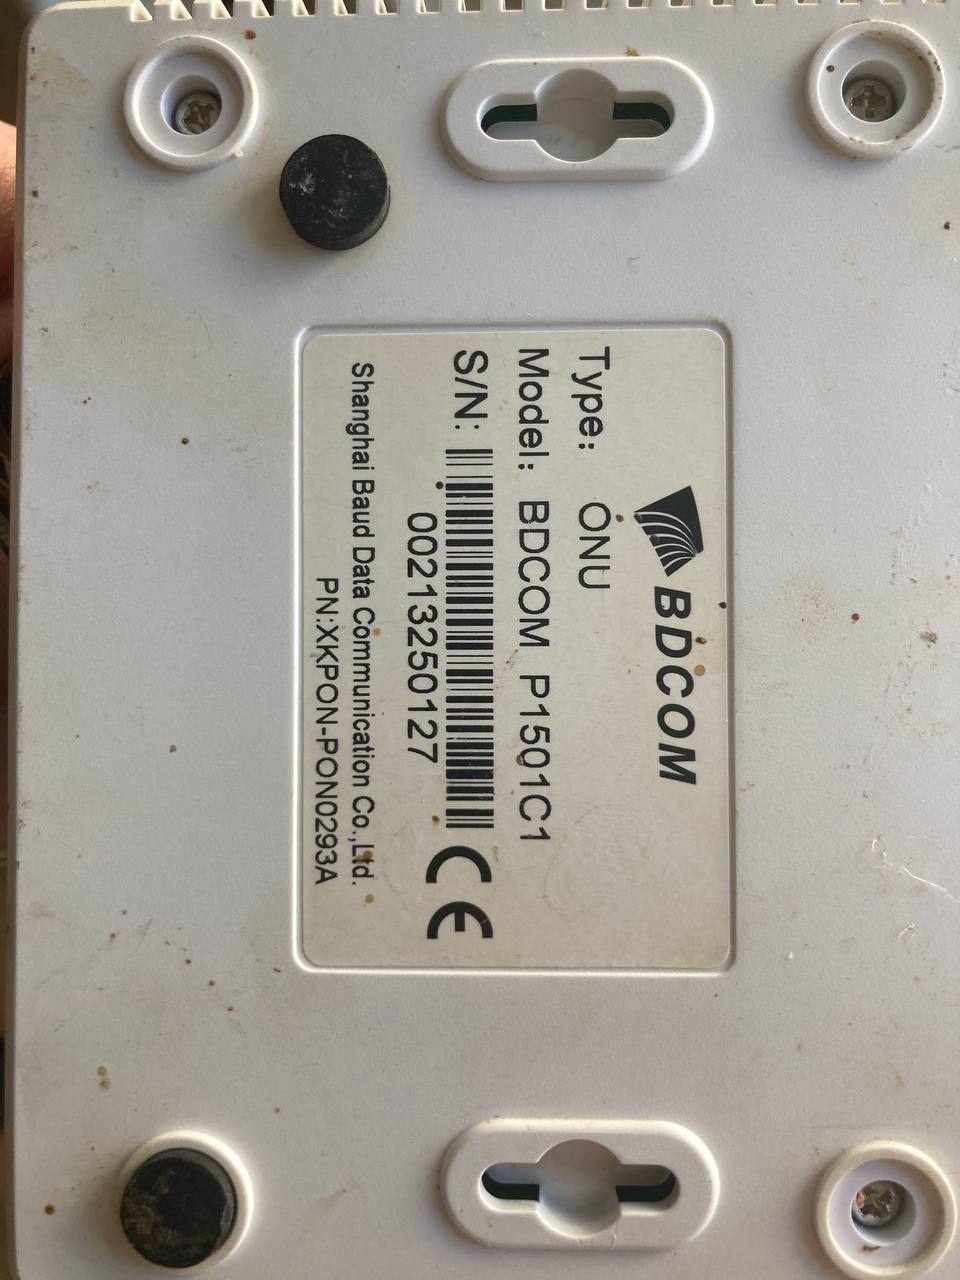 BDCOM
Type: ONU
Model: BDCOM P1501C1
S/N:
00213250127
CE
Shanghai Baud Data Communication Co.,Ltd.
PN:XKPON-PON0293A